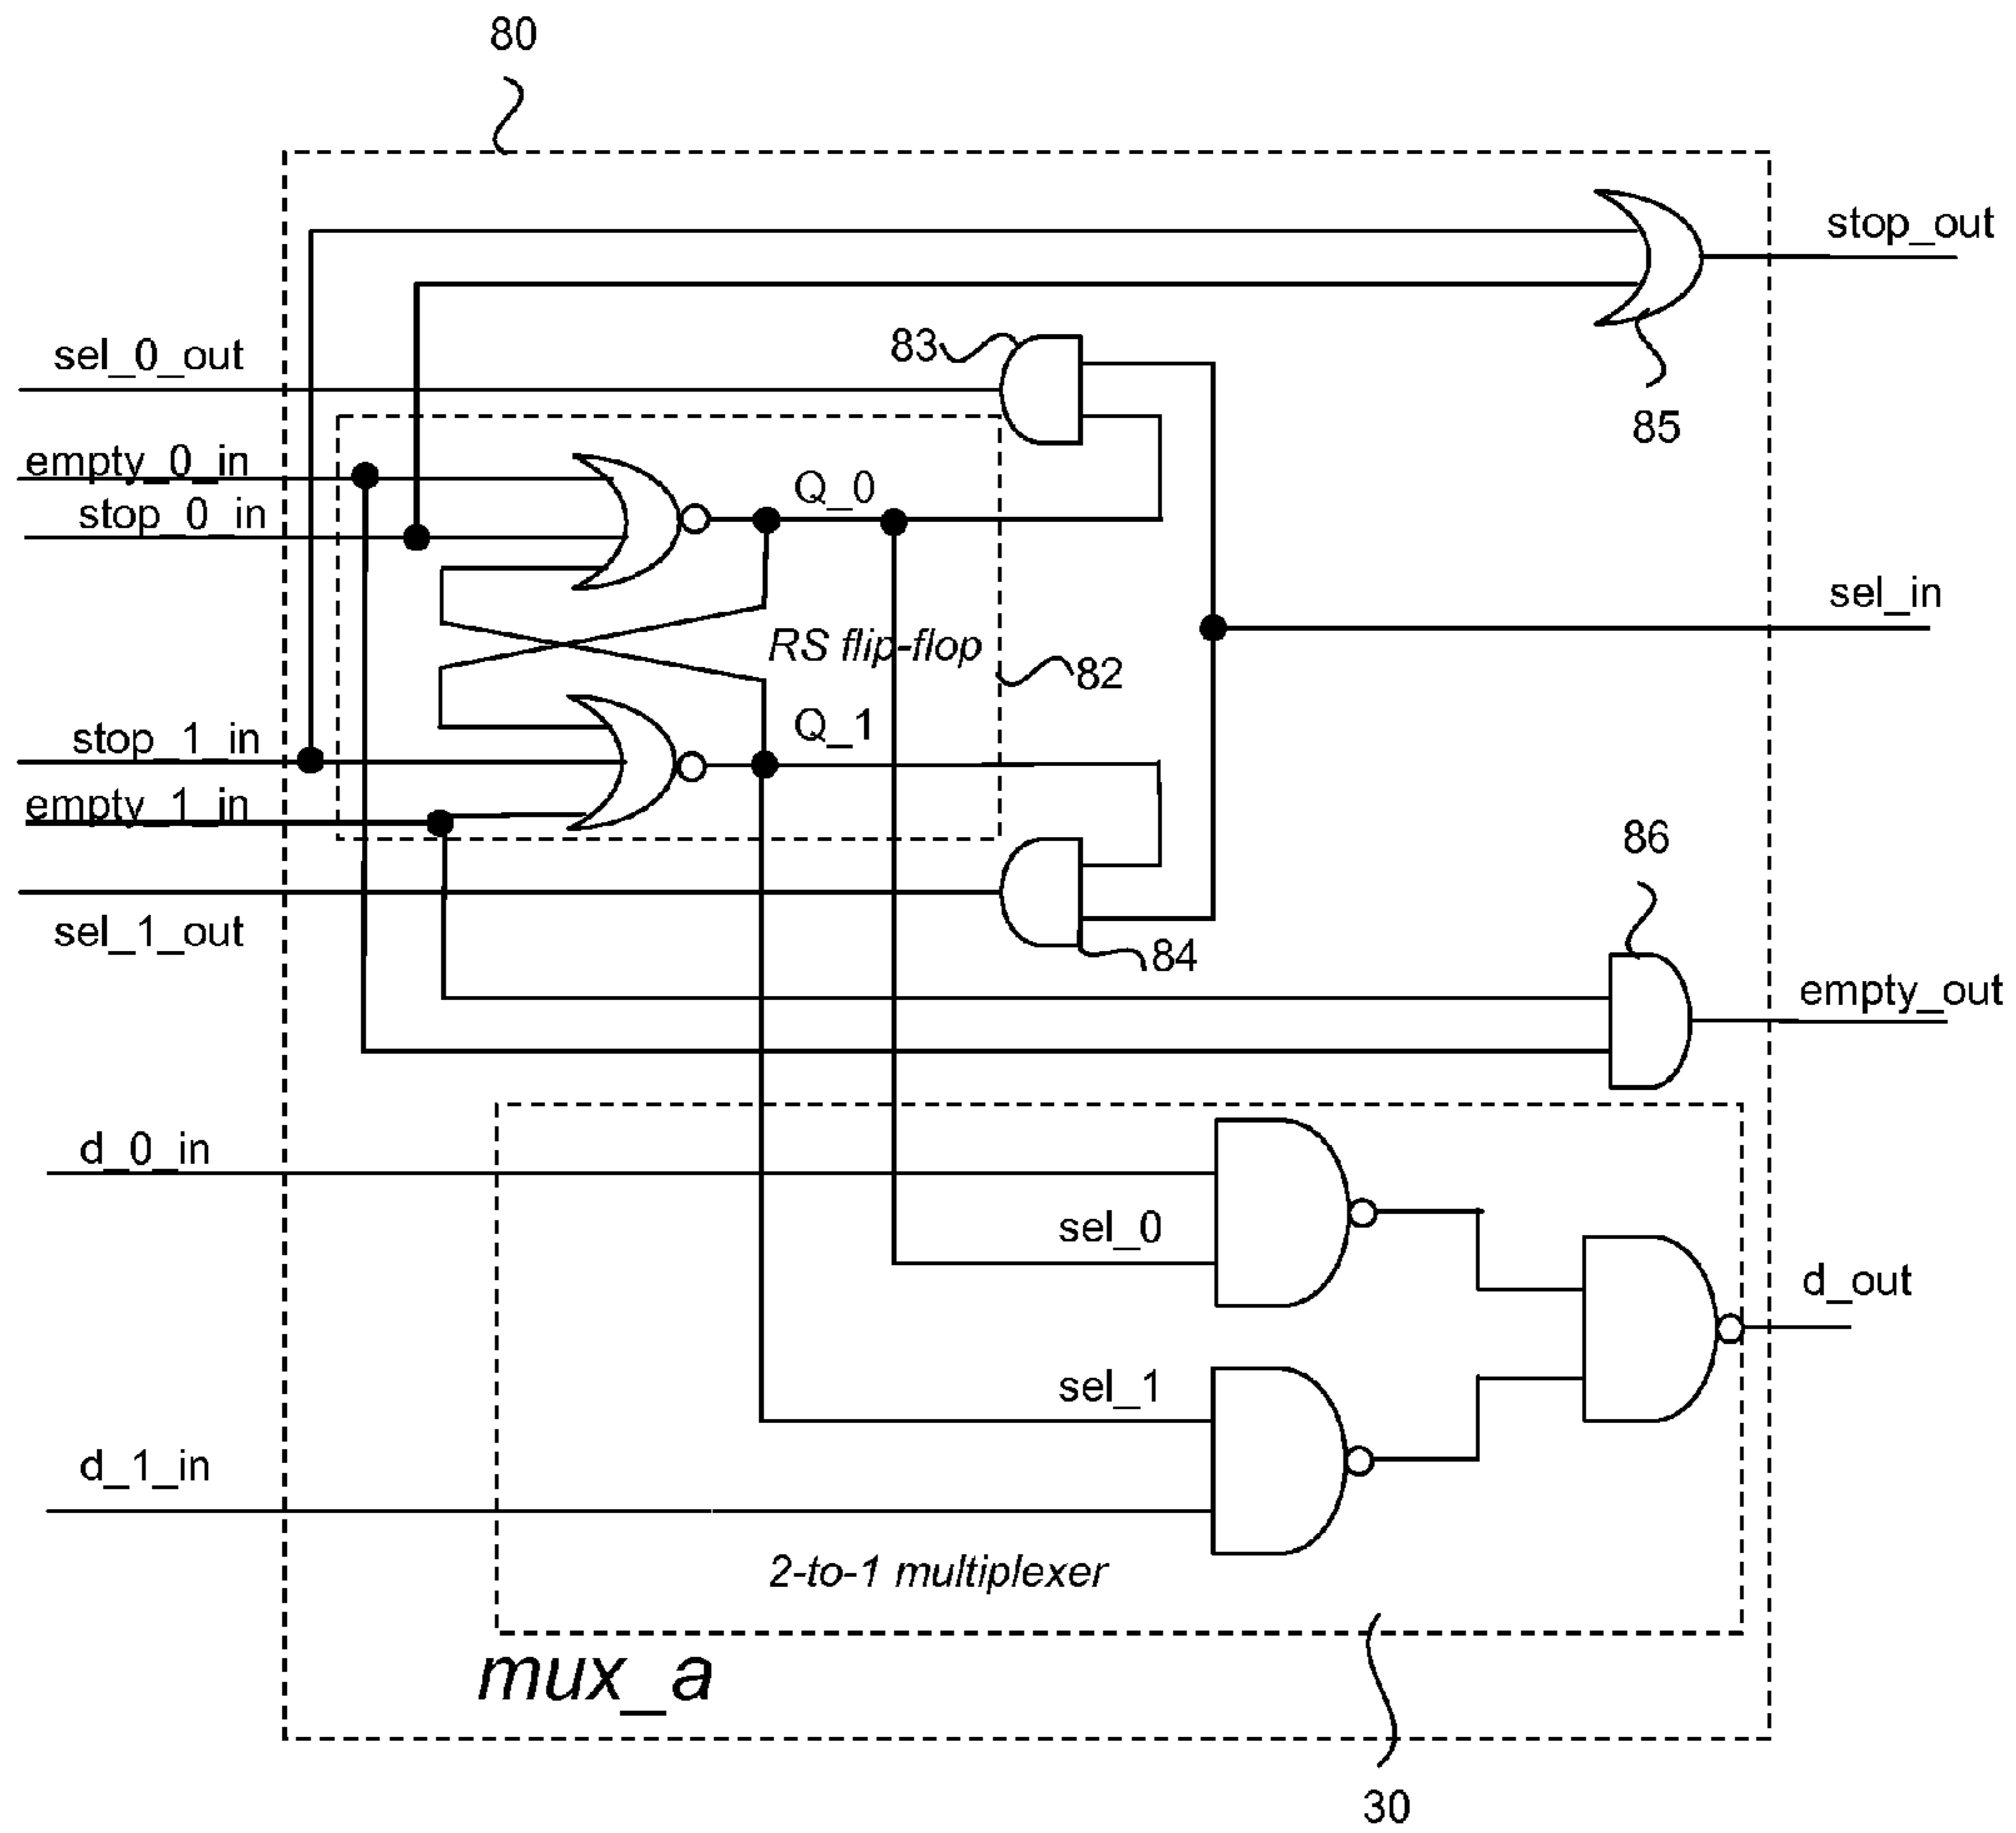 80
stop_out
sel_0_out
83
85
empty_0_in
Q_0
stop_0_in
sel_in
RS flip-flop
82
stop_1_in
Q_1
empty_1_in
86
sel_1_out
84
empty_out
d_0_in
sel_0
d_out
sel_1
d_1_in
2-to-1 multiplexer
mux_a
30